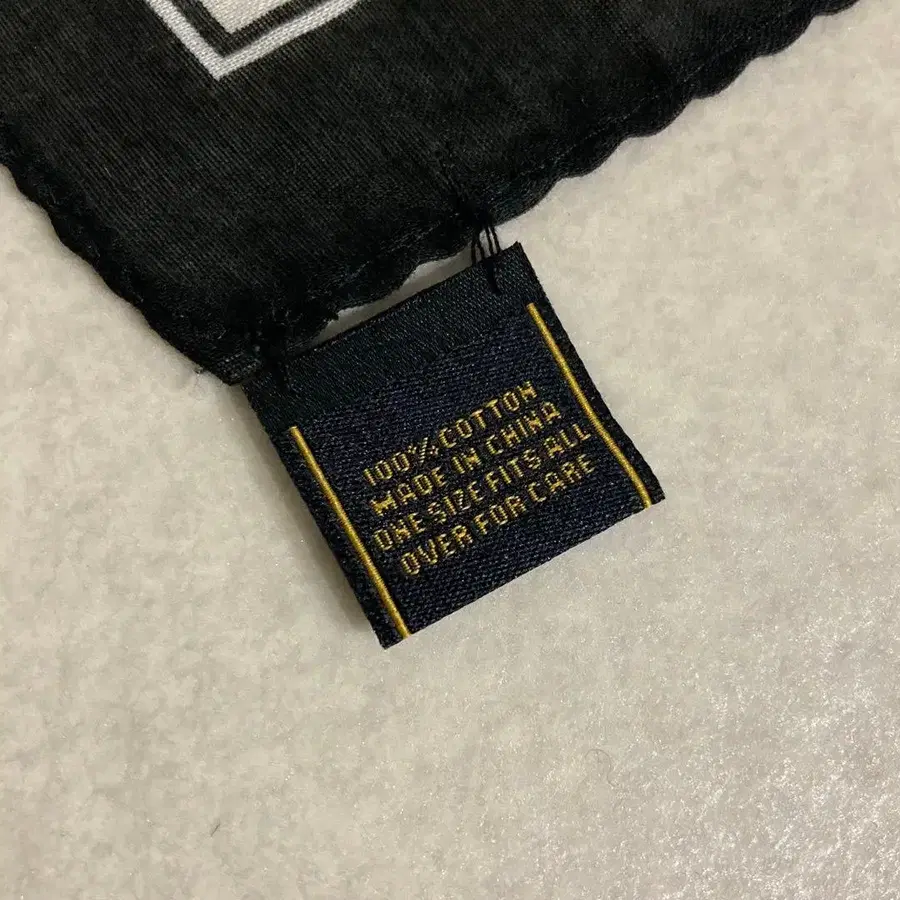 100% COTTON
MADE IN CHINA
ONE SIZE FITS ALL
OVER FOR CARE